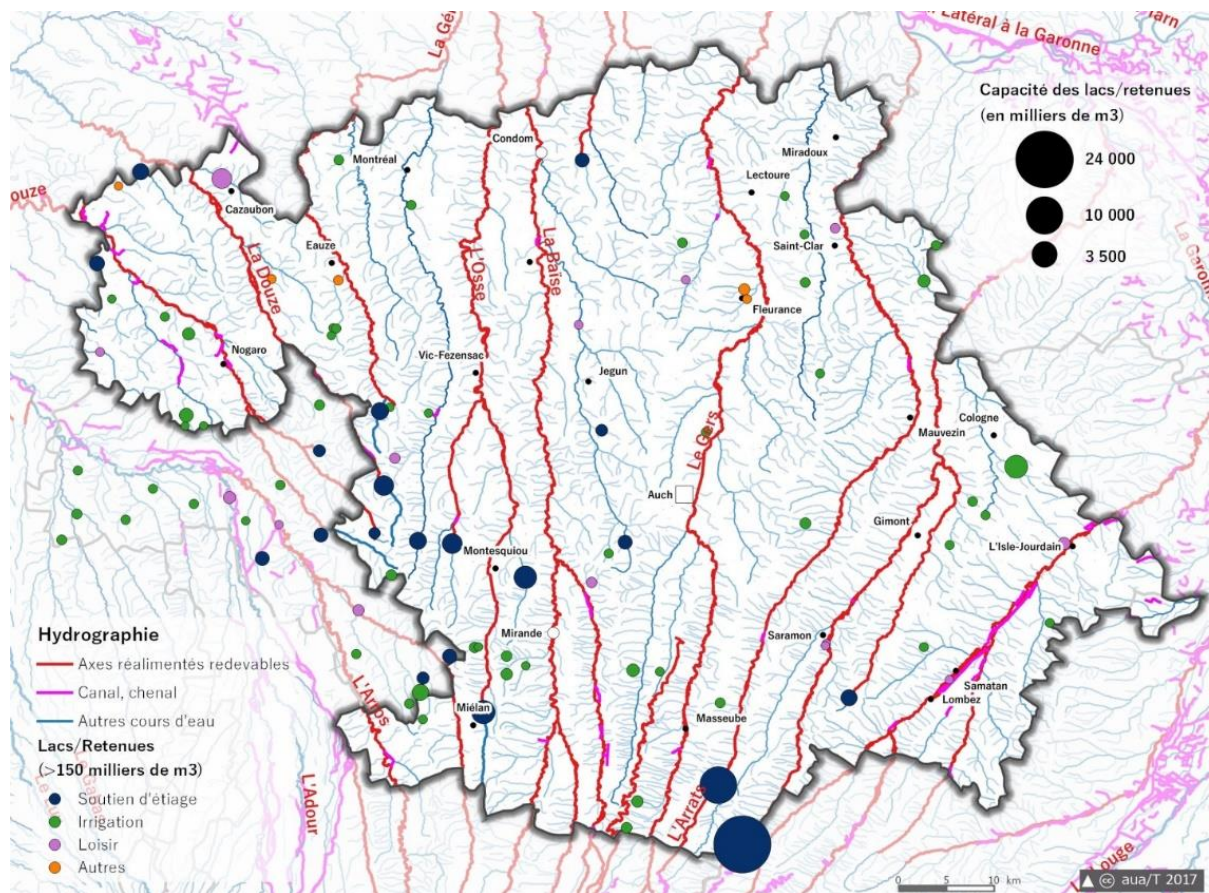 La Gé
Latéral à la Garonne
Tarn
Capacité des lacs/retenues
(en milliers de m3)
24 000
10 000
3 500
Condom
Montréal
Miradoux
Lectoure
ouze
Cazaubon
Saint-Clar
La Garonn
Eauze
La Douze
L'Osse
La Baïse
Fleurance
Nogaro
Vic-Fezensac
Jegun
Le Gers
Cologne
Mauvezin
Auch
Gimont
L'Isle-Jourdain
Montesquiou
Hydrographie
Axes réalimentés redevables
Canal, chenal
Autres cours d'eau
Lacs/Retenues
(>150 milliers de m3)
Soutien d'étiage
Irrigation
Loisir
Autres
Mirande
Saramon
Samatan
Lombez
L'Arros
Miélan
Masseube
L'Adour
L'Arrats
ouge
0 5 10 km
cc aua/T 2017